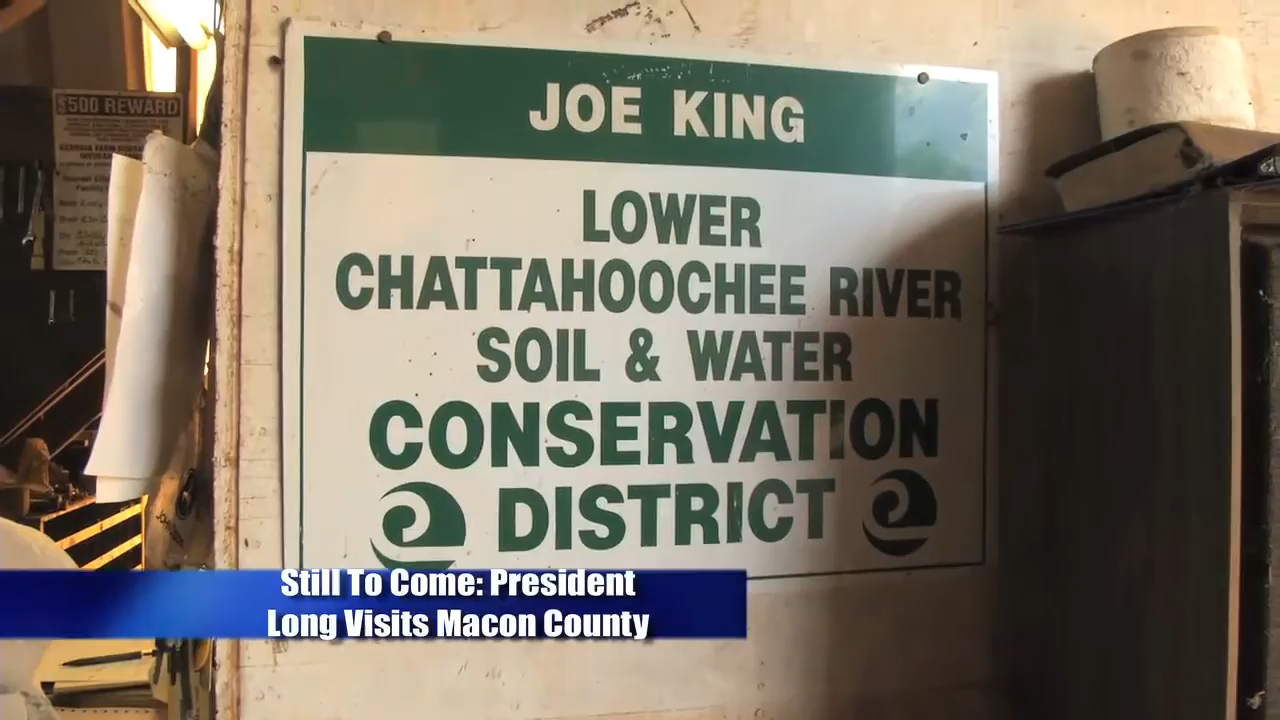 $500 REWARD
JOE KING
LOWER
CHATTAHOOCHEE RIVER
SOIL & WATER
CONSERVATION
DISTRICT
Still To Come: President
Long Visits Macon County